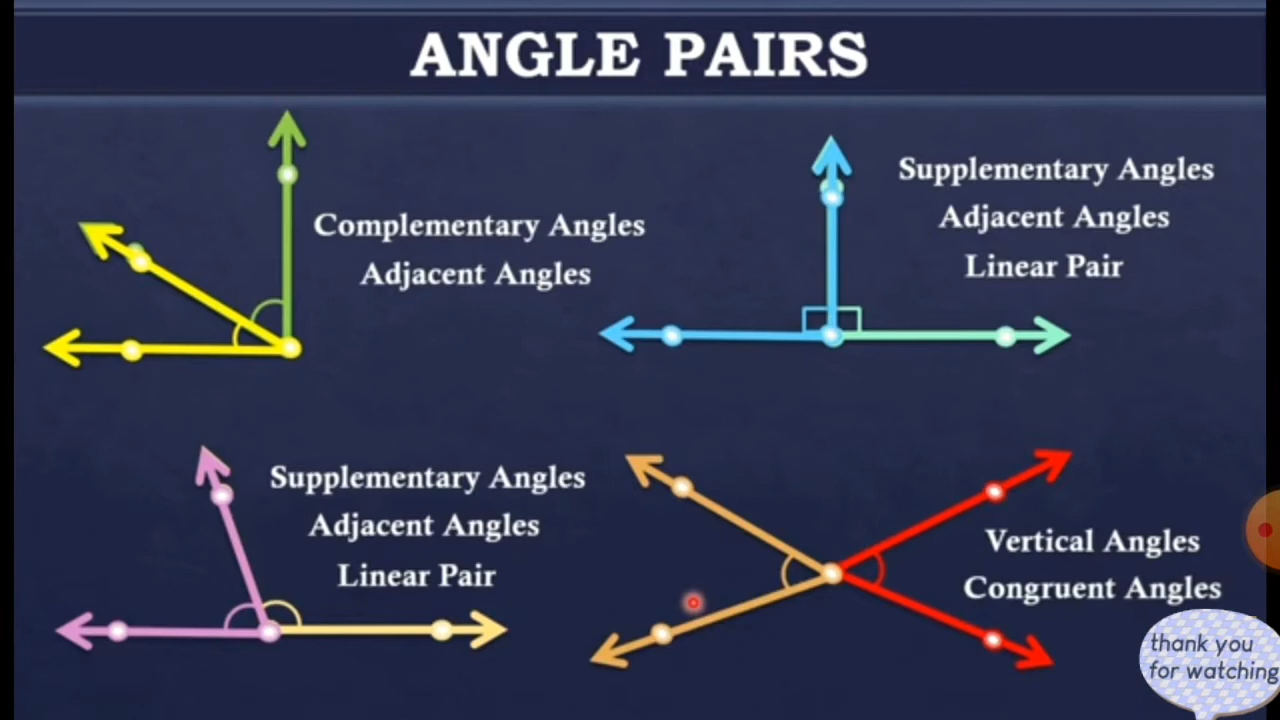 ANGLE PAIRS
Complementary Angles
Adjacent Angles
Supplementary Angles
Adjacent Angles
Linear Pair
Supplementary Angles
Adjacent Angles
Linear Pair
Vertical Angles
Congruent Angles
thank you
for watching